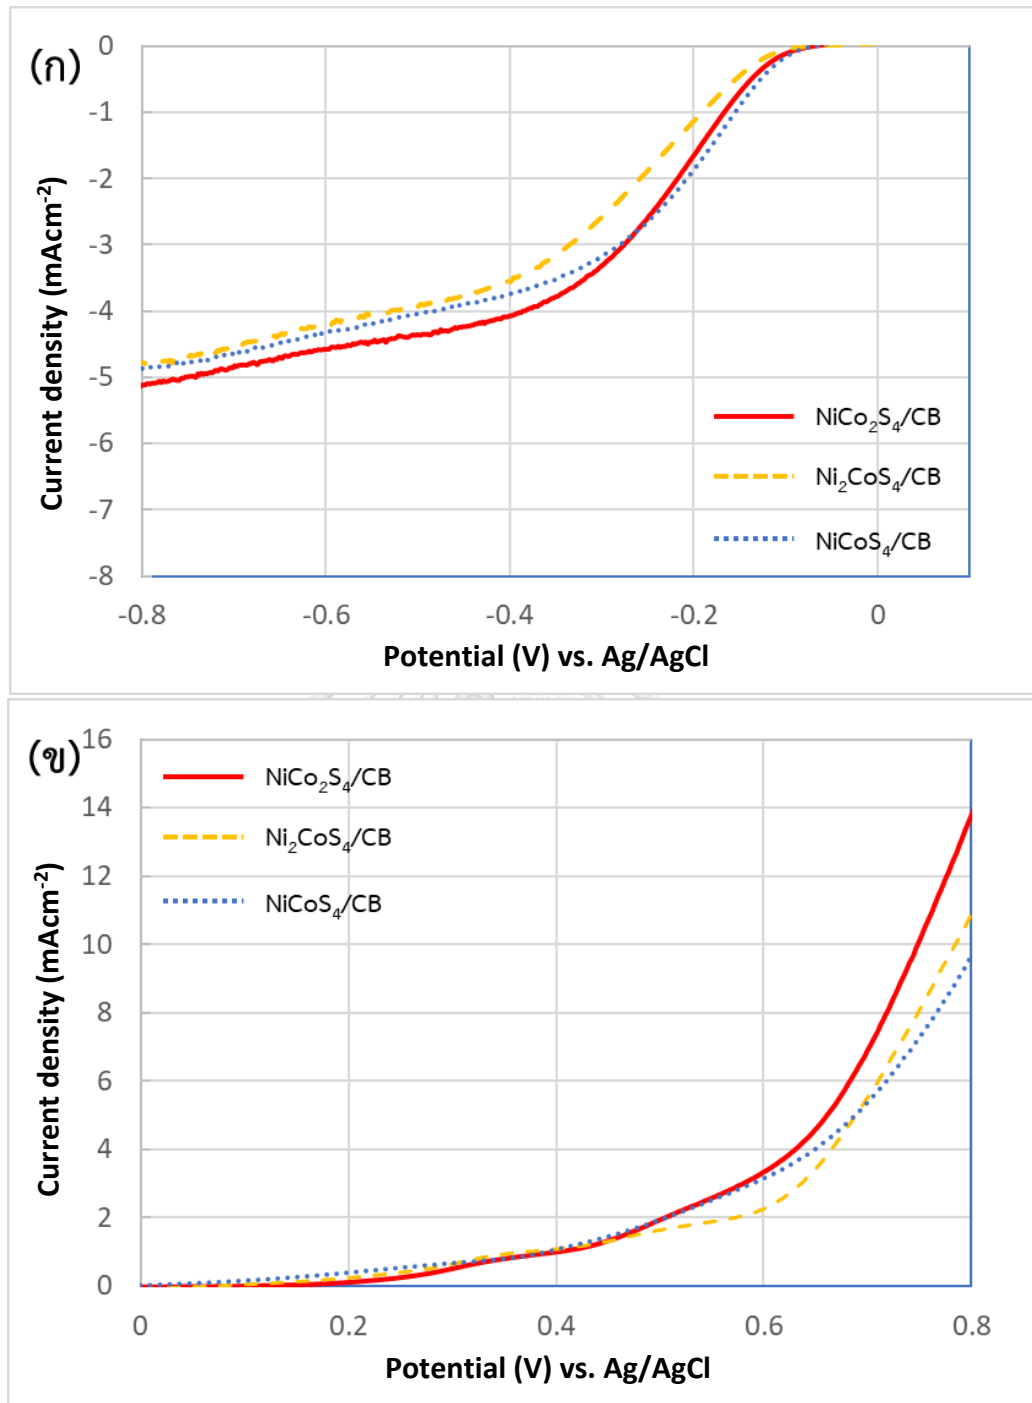 (ก)
0
-1
-2
-3
-4
-5
-6
-7
-8
Current density (mAcm⁻²)
NiCo₂S₄/CB
Ni₂CoS₄/CB
NiCoS₄/CB
-0.8 -0.6 -0.4 -0.2 0
Potential (V) vs. Ag/AgCl
(ข)
16
14
12
10
8
6
4
2
0
Current density (mAcm⁻²)
NiCo₂S₄/CB
Ni₂CoS₄/CB
NiCoS₄/CB
0 0.2 0.4 0.6 0.8
Potential (V) vs. Ag/AgCl